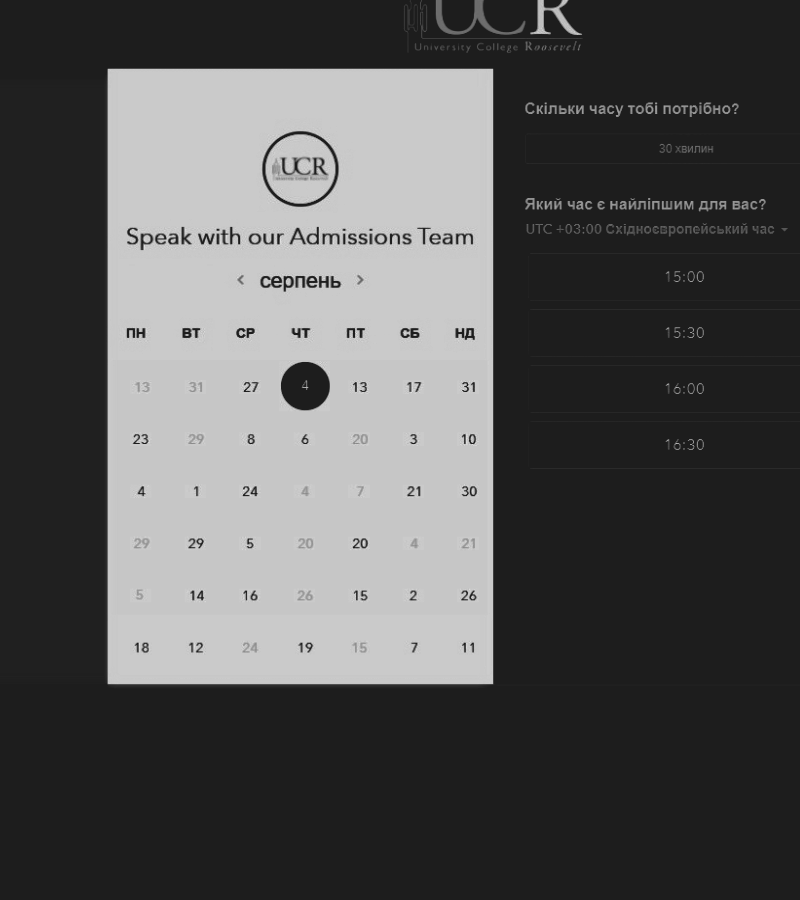 UCR
University College Roosevelt
UCR
Speak with our Admissions Team
серпень
ПН ВТ СР ЧТ ПТ СБ НД
13 31 27 4 13 17 31
23 29 8 6 20 3 10
4 1 24 4 7 21 30
29 29 5 20 20 4 21
5 14 16 26 15 2 26
18 12 24 19 15 7 11
Скільки часу тобі потрібно?
30 хвилин
Який час є найліпшим для вас?
UTC +03:00 Східноєвропейський час
15:00
15:30
16:00
16:30